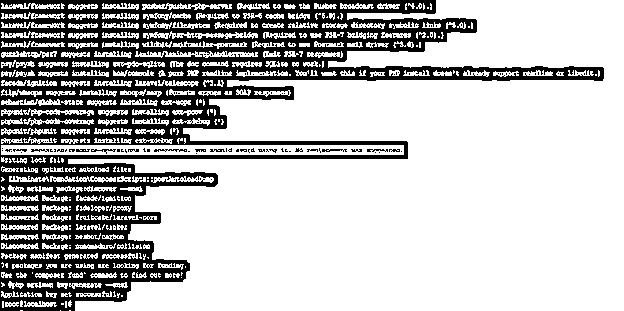 laravel/framework suggests installing pusher/pusher-php-server (Required to use the Pusher broadcast driver (^4.0).)
laravel/framework suggests installing symfony/cache (Required to PSR-6 cache bridge (^5.0).)
laravel/framework suggests installing symfony/filesystem (Required to create relative storage directory symbolic links (^5.0).)
laravel/framework suggests installing symfony/psr-http-message-bridge (Required to use PSR-7 bridging features (^2.0).)
laravel/framework suggests installing wildbit/swiftmailer-postmark (Required to use Postmark mail driver (^3.0).)
guzzlehttp/psr7 suggests installing laminas/laminas-httphandlerrunner (Emit PSR-7 responses)
psy/psysh suggests installing ext-pdo-sqlite (The doc command requires SQLite to work.)
psy/psysh suggests installing hoa/console (A pure PHP readline implementation. You'll want this if your PHP install doesn't already support readline or libedit.)
facade/ignition suggests installing laravel/telescope (^3.1)
filp/whoops suggests installing whoops/soap (Formats errors as SOAP responses)
sebastian/global-state suggests installing ext-uopz (*)
phpunit/php-code-coverage suggests installing ext-pcov (*)
phpunit/php-code-coverage suggests installing ext-xdebug (*)
phpunit/phpunit suggests installing ext-soap (*)
phpunit/phpunit suggests installing ext-xdebug (*)
Package sebastian/resource-operations is abandoned, you should avoid using it. No replacement was suggested.
Writing lock file
Generating optimized autoload files
> Illuminate\Foundation\ComposerScripts::postAutoloadDump
> @php artisan package:discover --ansi
Discovered Package: facade/ignition
Discovered Package: fideloper/proxy
Discovered Package: fruitcake/laravel-cors
Discovered Package: laravel/tinker
Discovered Package: nesbot/carbon
Discovered Package: nunomaduro/collision
Package manifest generated successfully.
74 packages you are using are looking for funding.
Use the `composer fund` command to find out more!
> @php artisan key:generate --ansi
Application key set successfully.
[root@localhost ~]#